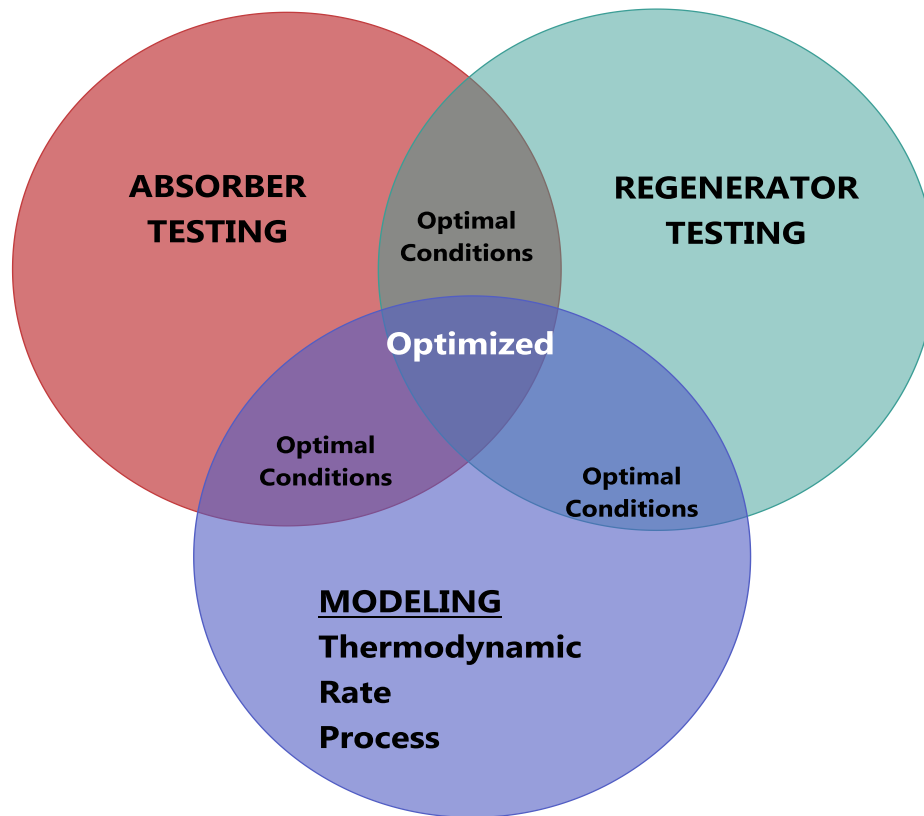 ABSORBER
TESTING
REGENERATOR
TESTING
Optimal
Conditions
Optimized
Optimal
Conditions
Optimal
Conditions
MODELING
Thermodynamic
Rate
Process